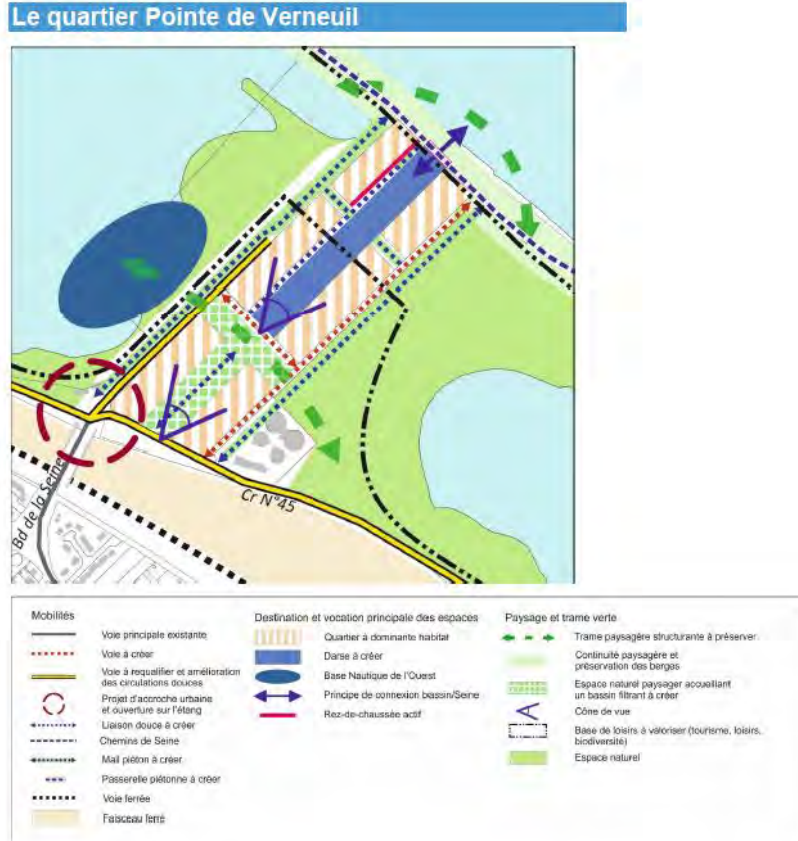 Le quartier Pointe de Verneuil
Bd de la Seine
Cr N°45
Mobilités
Voie principale existante
Voie à créer
Voie à requalifier et amélioration
des circulations douces
Projet d'accroche urbaine
et ouverture sur l'étang
Liaison douce à créer
Chemins de Seine
Mail piéton à créer
Passerelle piétonne à créer
Voie ferrée
Faisceau ferré
Destination et vocation principale des espaces
Quartier à dominante habitat
Darse à créer
Base Nautique de l'Ouest
Principe de connexion bassin/Seine
Rez-de-chaussée actif
Paysage et trame verte
Trame paysagère structurante à préserver
Continuité paysagère et
préservation des berges
Espace naturel paysager accueillant
un bassin filtrant à créer
Cône de vue
Base de loisirs à valoriser (tourisme, loisirs,
biodiversité)
Espace naturel